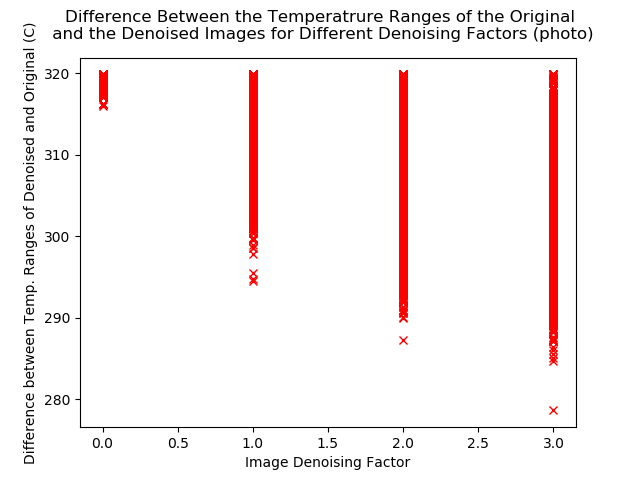 Difference Between the Temperatrure Ranges of the Original
and the Denoised Images for Different Denoising Factors (photo)
Difference between Temp. Ranges of Denoised and Original (C)
320
310
300
290
280
0.0 0.5 1.0 1.5 2.0 2.5 3.0
Image Denoising Factor